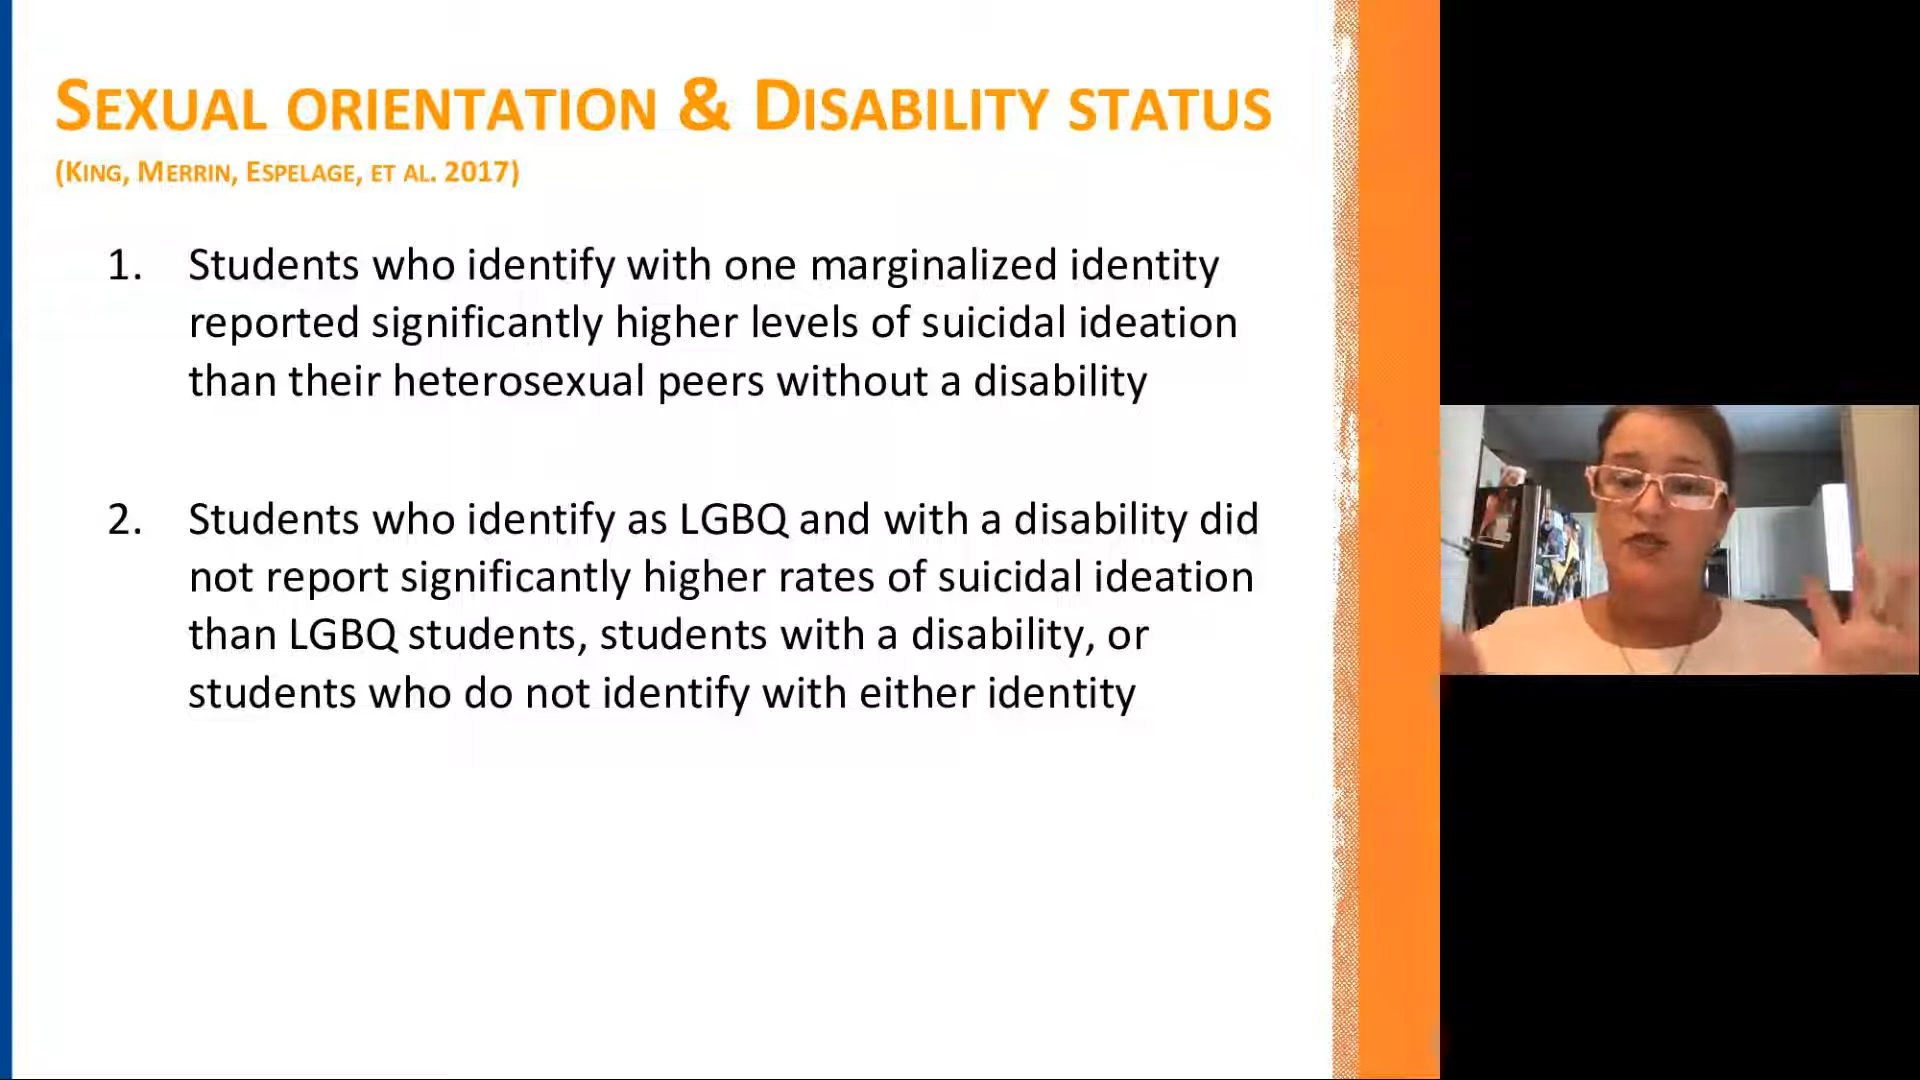 SEXUAL ORIENTATION & DISABILITY STATUS
(KING, MERRIN, ESPELAGE, ET AL. 2017)
1. Students who identify with one marginalized identity
reported significantly higher levels of suicidal ideation
than their heterosexual peers without a disability
2. Students who identify as LGBQ and with a disability did
not report significantly higher rates of suicidal ideation
than LGBQ students, students with a disability, or
students who do not identify with either identity